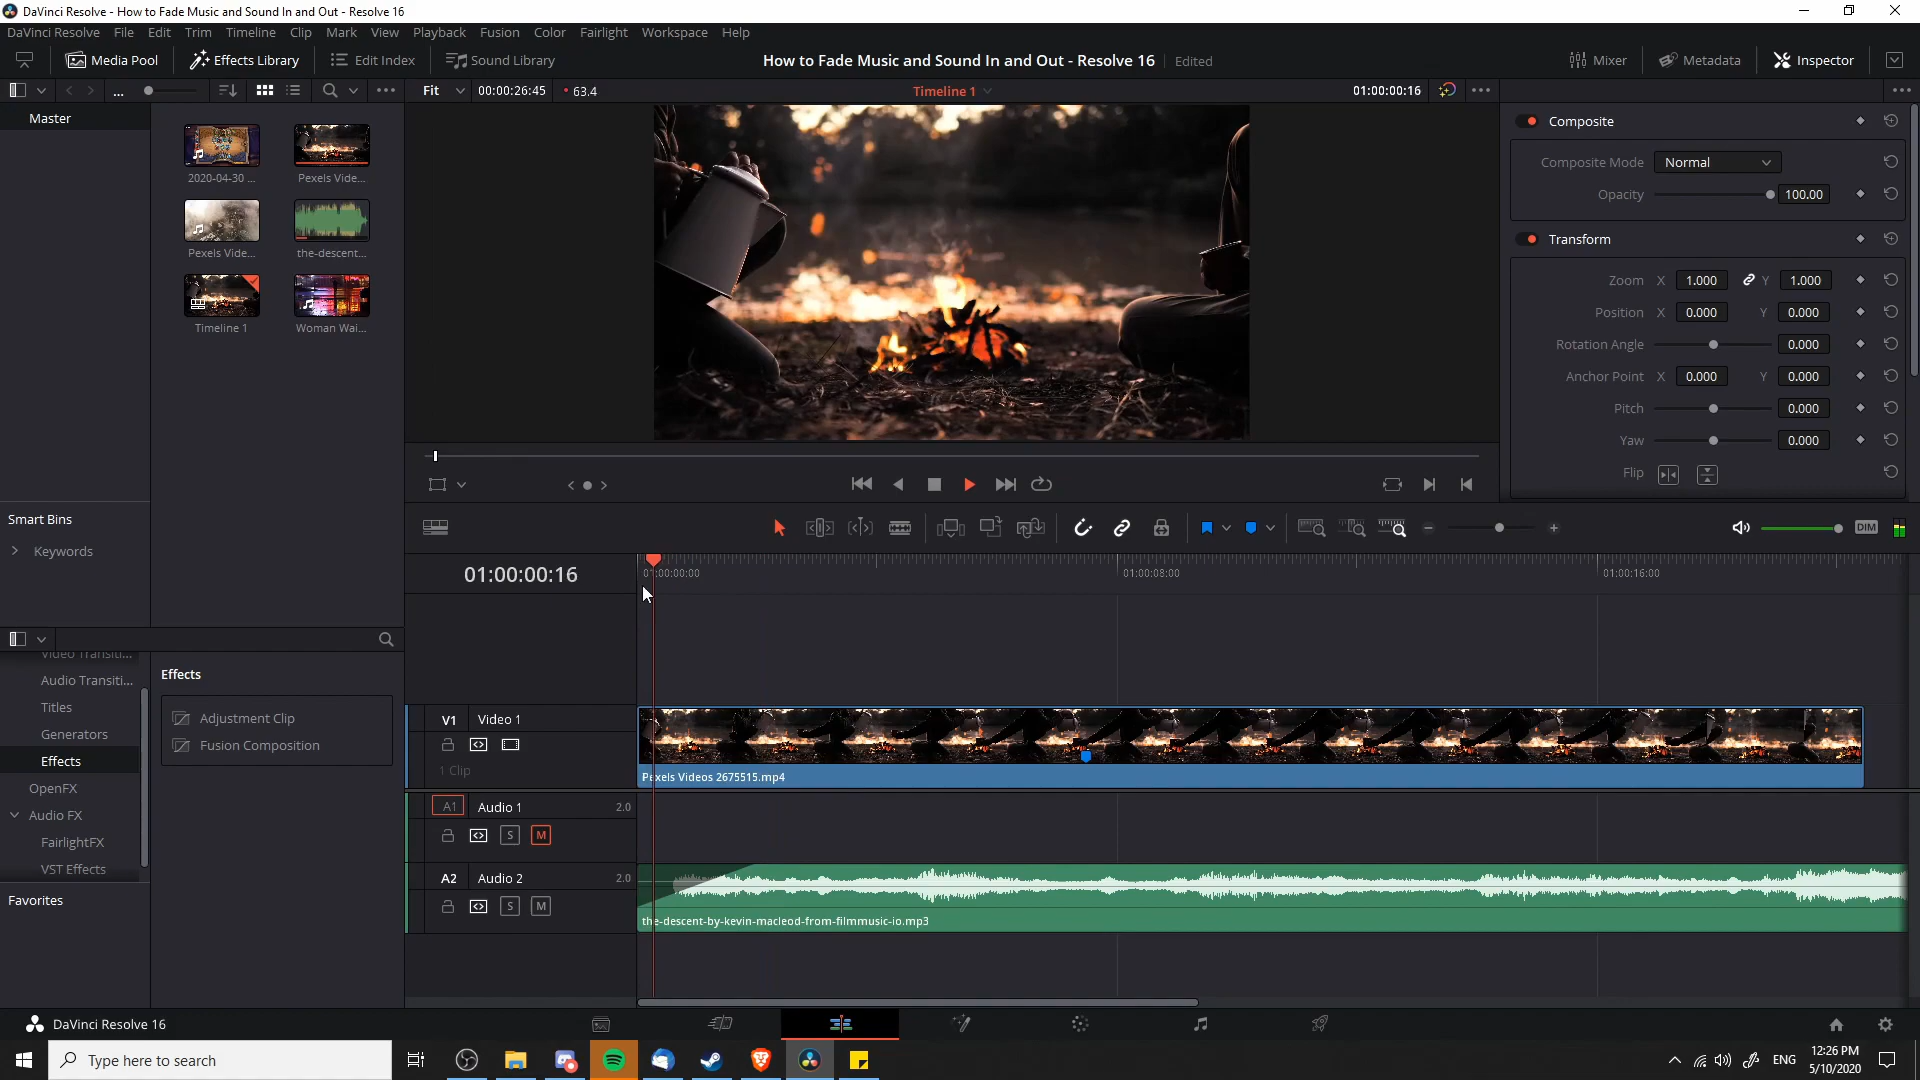 DaVinci Resolve - How to Fade Music and Sound In and Out - Resolve 16
DaVinci Resolve File Edit Trim Timeline Clip Mark View Playback Fusion Color Fairlight Workspace Help
Media Pool Effects Library Edit Index Sound Library How to Fade Music and Sound In and Out - Resolve 16 Edited Mixer Metadata Inspector
... Fit 00:00:26:45 63.4 Timeline 1 01:00:00:16
Master
2020-04-30 ... Pexels Vide...
Pexels Vide... the-descent...
Timeline 1 Woman Wai...
Composite
Composite Mode Normal
Opacity 100.00
Transform
Zoom X 1.000 Y 1.000
Position X 0.000 Y 0.000
Rotation Angle 0.000
Anchor Point X 0.000 Y 0.000
Pitch 0.000
Yaw 0.000
Flip
Smart Bins
Keywords
DIM
01:00:00:16
01:00:00:00 01:00:08:00 01:00:16:00
Video Transiti...
Audio Transiti...
Titles
Generators
Effects
OpenFX
Audio FX
FairlightFX
VST Effects
Favorites
Effects
Adjustment Clip
Fusion Composition
V1 Video 1
1 Clip
Pexels Videos 2675515.mp4
A1 Audio 1 2.0
S M
A2 Audio 2 2.0
S M
the-descent-by-kevin-macleod-from-filmmusic-io.mp3
DaVinci Resolve 16
Type here to search
ENG
12:26 PM
5/10/2020